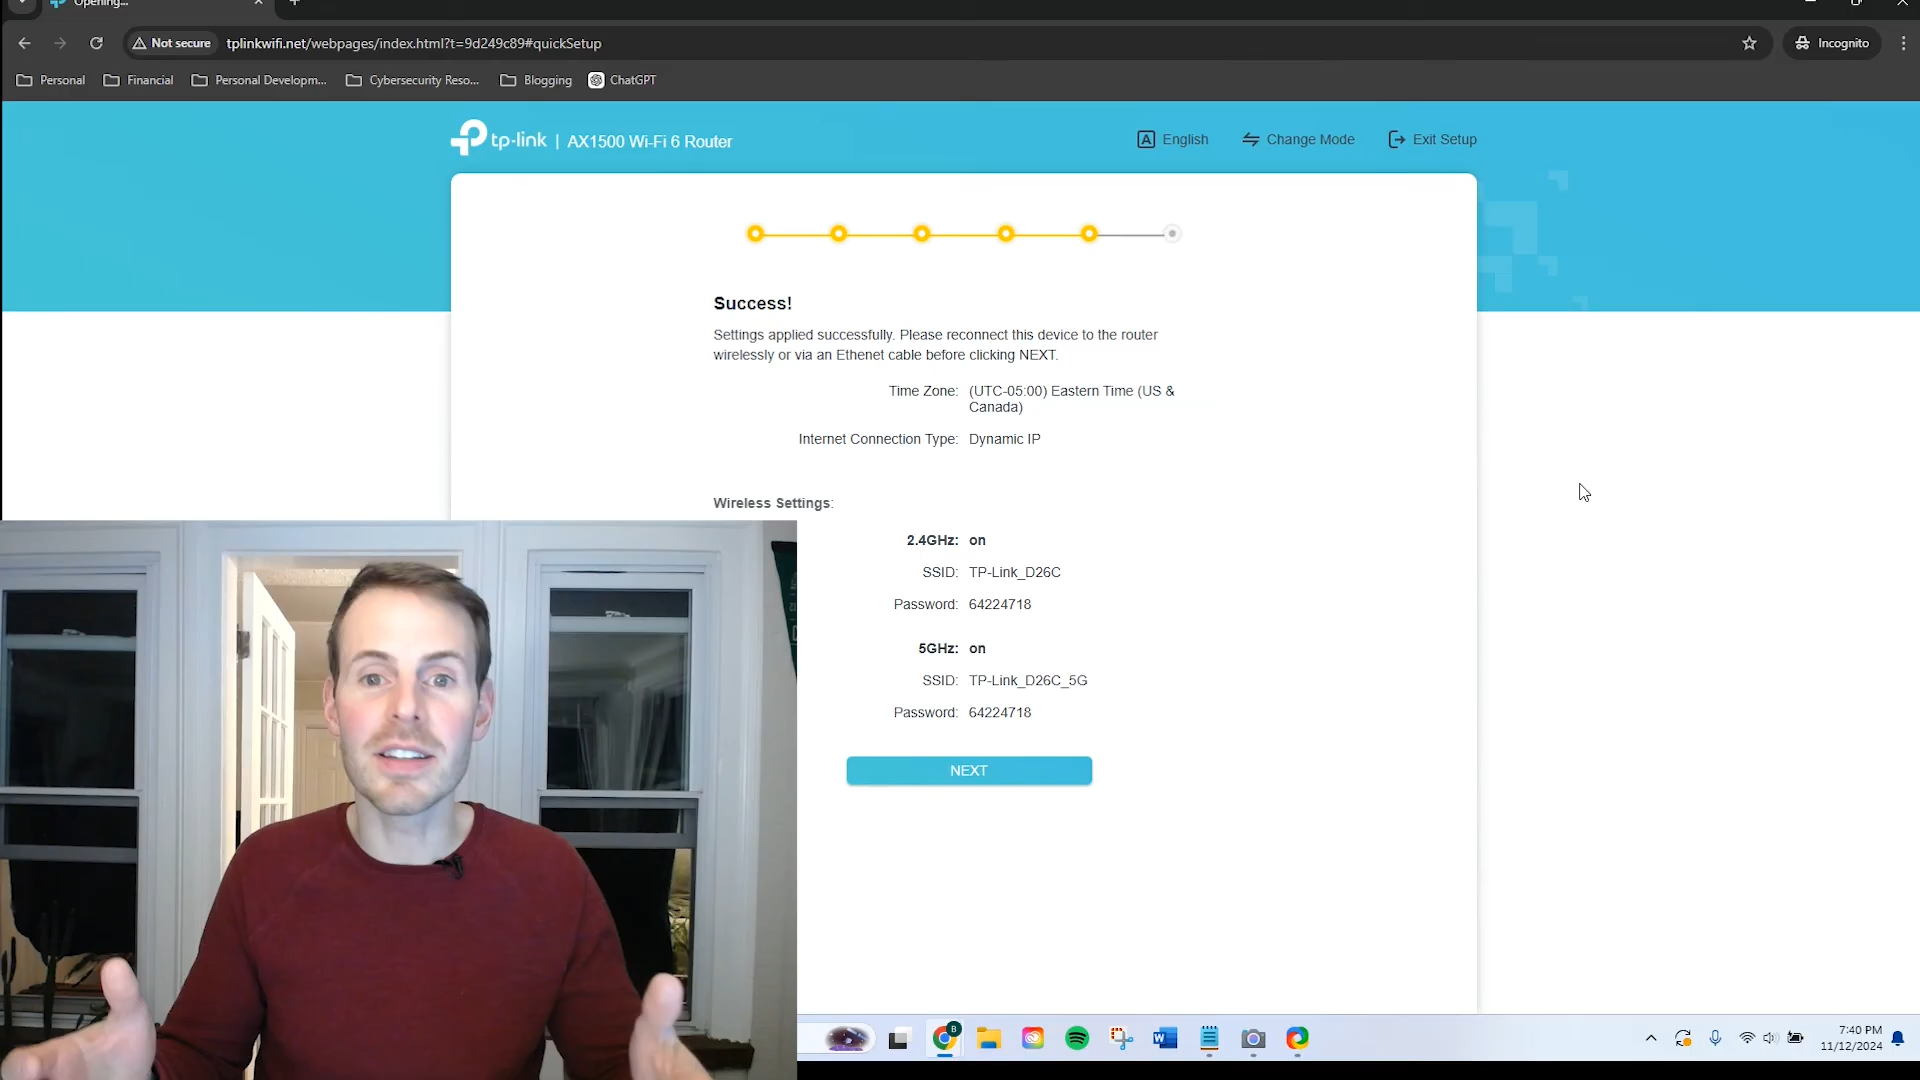 Opening...
Not secure
tplinkwifi.net/webpages/index.html?t=9d249c89#quickSetup
Incognito
Personal
Financial
Personal Developm...
Cybersecurity Reso...
Blogging
ChatGPT
tp-link | AX1500 Wi-Fi 6 Router
A English
Change Mode
Exit Setup
Success!
Settings applied successfully. Please reconnect this device to the router
wirelessly or via an Ethenet cable before clicking NEXT.
Time Zone: (UTC-05:00) Eastern Time (US &
Canada)
Internet Connection Type: Dynamic IP
Wireless Settings:
2.4GHz: on
SSID: TP-Link_D26C
Password: 64224718
5GHz: on
SSID: TP-Link_D26C_5G
Password: 64224718
NEXT
B
W
7:40 PM
11/12/2024